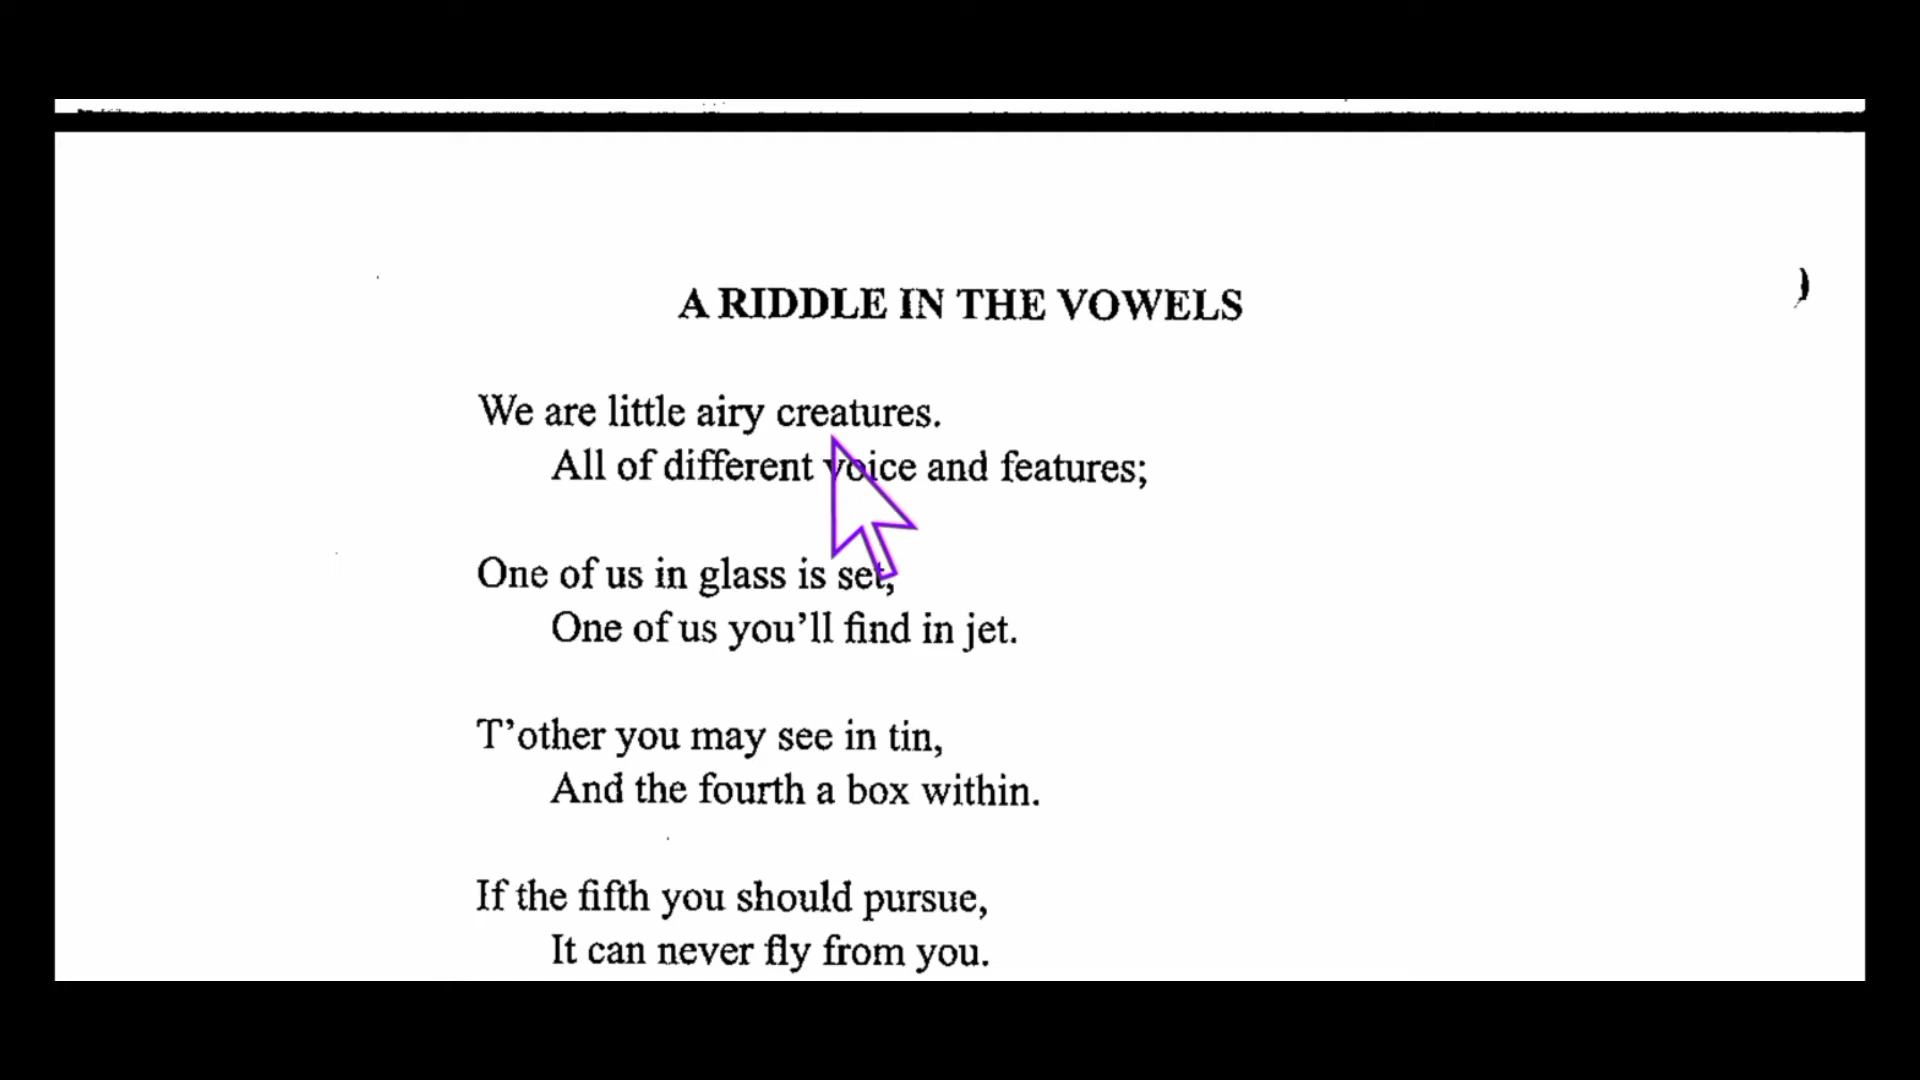 A RIDDLE IN THE VOWELS
We are little airy creatures.
All of different voice and features;
One of us in glass is set,
One of us you’ll find in jet.
T’other you may see in tin,
And the fourth a box within.
If the fifth you should pursue,
It can never fly from you.